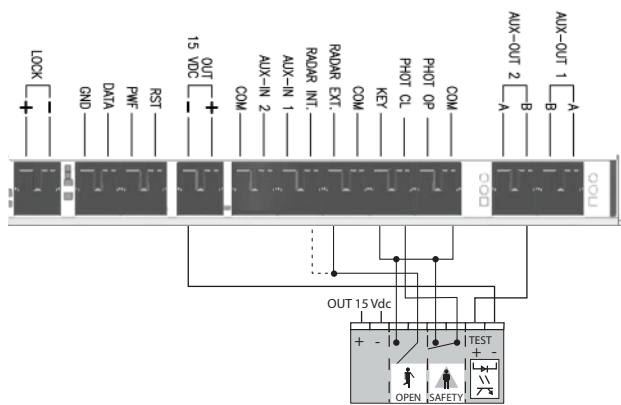 LOCK
+
-
GND
DATA
PWF
RST
OUT
15 VDC
-
+
COM
AUX-IN 2
AUX-IN 1
RADAR INT.
RADAR EXT.
COM
KEY
PHOT CL
PHOT OP
COM
AUX-OUT 2
A
B
AUX-OUT 1
B
A
OUT 15 Vdc
+ -
TEST
+ -
OPEN
SAFETY